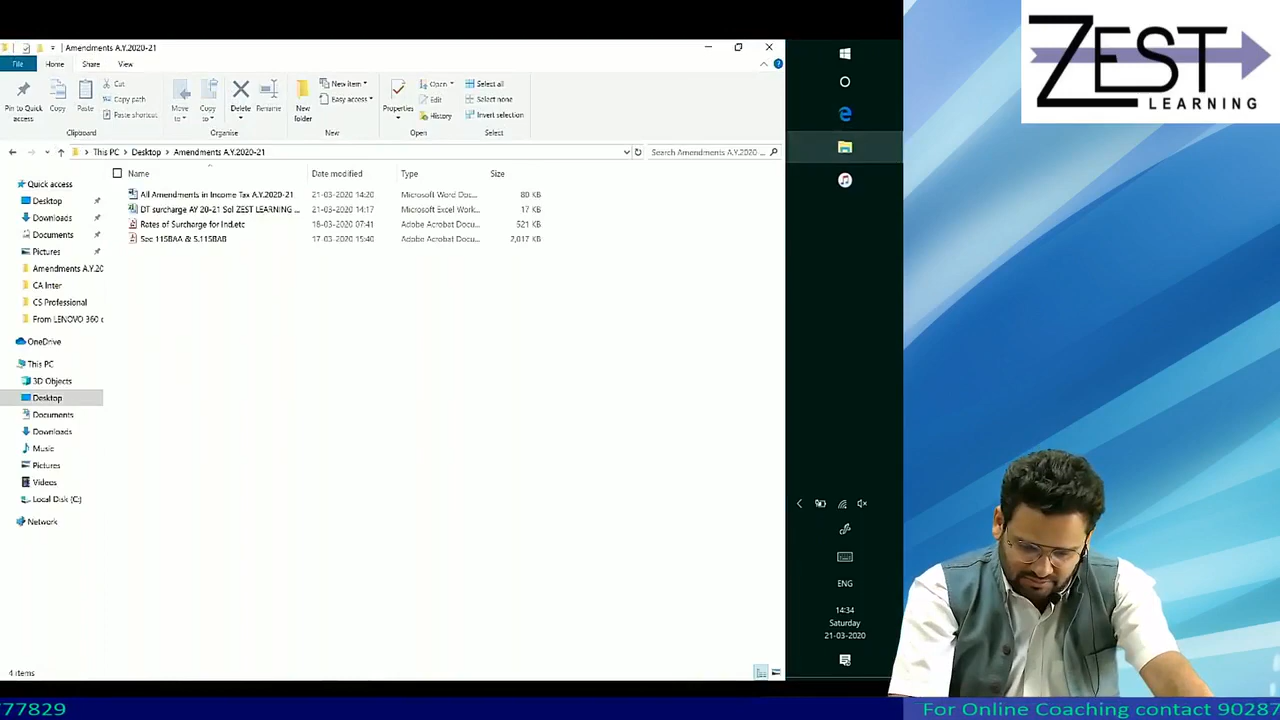 Amendments A.Y.2020-21
File
Home
Share
View
Pin to Quick access
Copy
Paste
Cut
Copy path
Paste shortcut
Clipboard
Move to
Copy to
Delete
Rename
Organise
New folder
New item
Easy access
New
Properties
Open
Edit
History
Open
Select all
Select none
Invert selection
Select
This PC
Desktop
Amendments A.Y.2020-21
Search Amendments A.Y.2020 ...
Name
Date modified
Type
Size
All Amendments in Income Tax A.Y.2020-21 21-03-2020 14:20 Microsoft Word Doc... 80 KB
DT surcharge AY 20-21 Sol ZEST LEARNING ... 21-03-2020 14:17 Microsoft Excel Work... 17 KB
Rates of Surcharge for Ind.etc 18-03-2020 07:41 Adobe Acrobat Docu... 521 KB
Sec 115BAA & S.115BAB 17-03-2020 15:40 Adobe Acrobat Docu... 2,017 KB
Quick access
Desktop
Downloads
Documents
Pictures
Amendments A.Y.20
CA Inter
CS Professional
From LENOVO 360
OneDrive
This PC
3D Objects
Desktop
Documents
Downloads
Music
Pictures
Videos
Local Disk (C:)
Network
4 items
ENG
14:34
Saturday
21-03-2020
ZEST
LEARNING
777829
For Online Coaching contact 90287